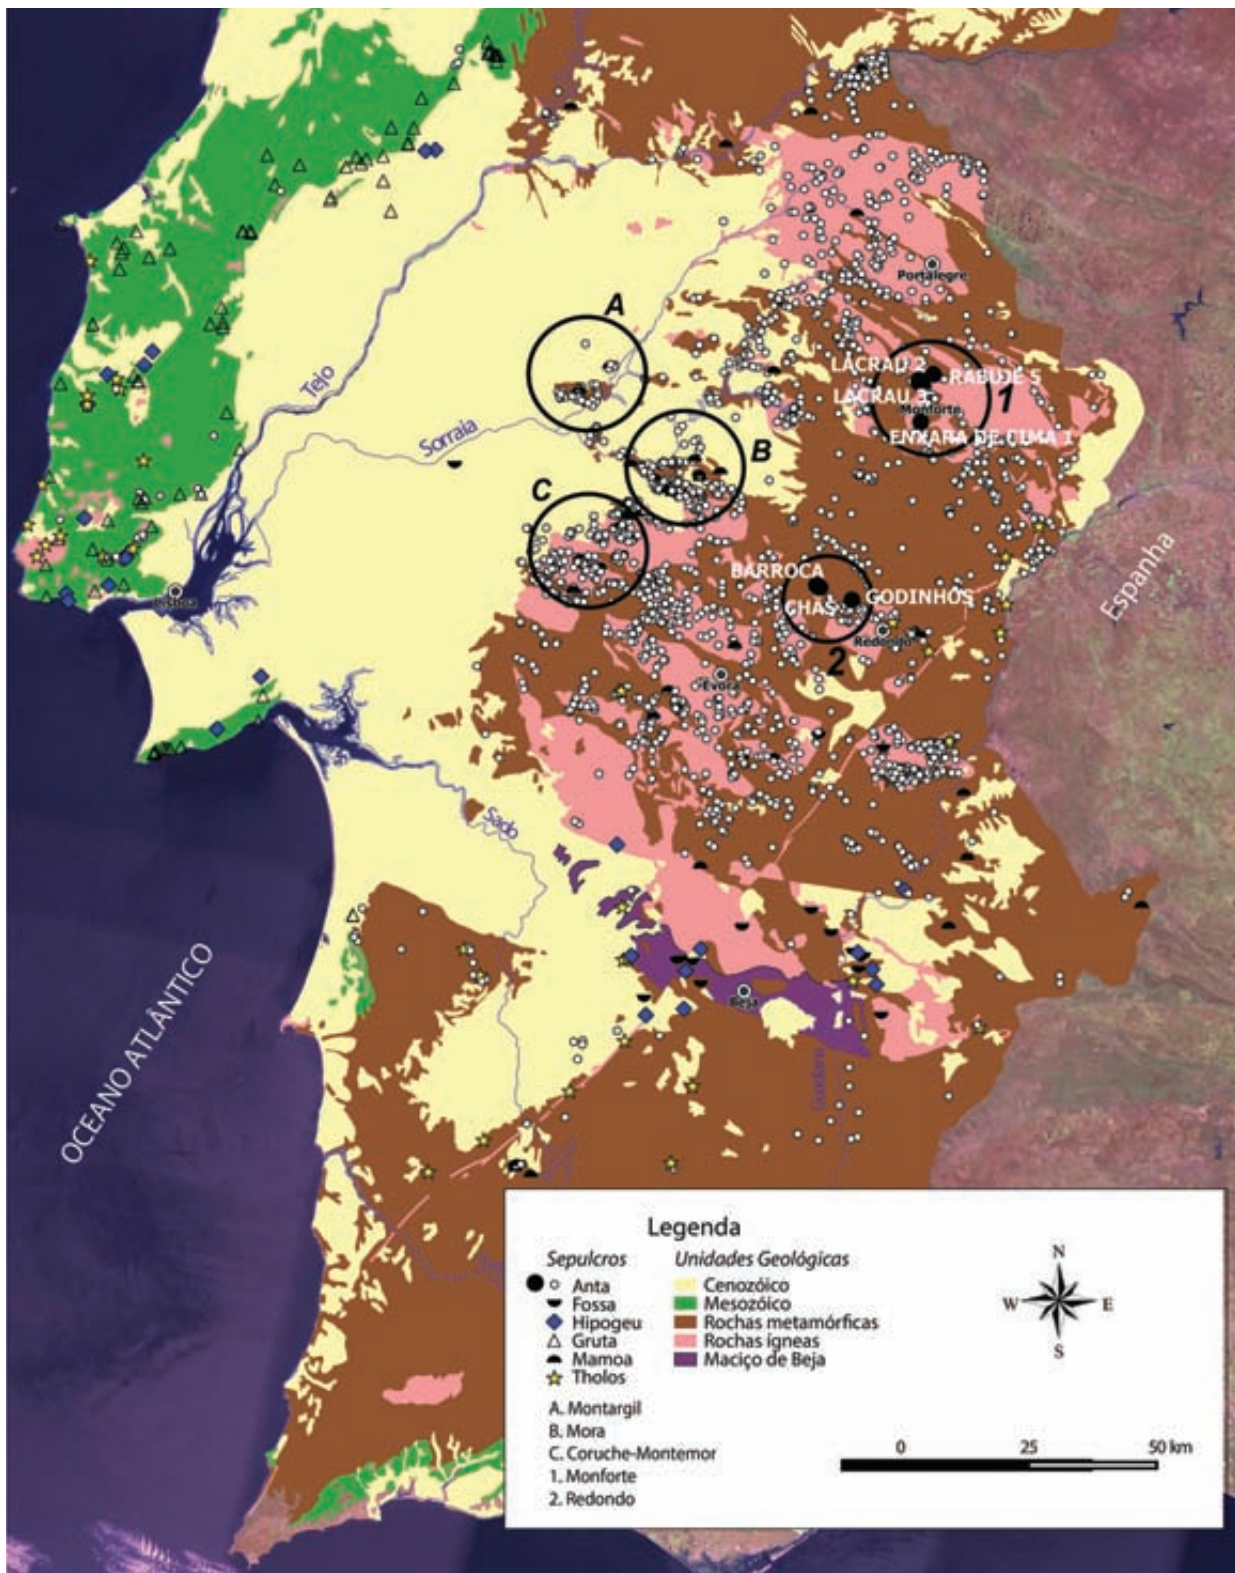 A
Tejo
Sorraia
B
C
Portalegre
LACRAU 2
RABUJE 5
LACRAU 3
1
Monforte
ENXARA DE CIMA 1
Espanha
BARROCA
CHÃS
GODINHOS
Redondo
2
Lisboa
Évora
Sado
OCEANO ATLÂNTICO
Beja
Guadiana
Legenda
Sepulcros
Unidades Geológicas
Anta
Cenozóico
Fossa
Mesozóico
Hipogeu
Rochas metamórficas
Gruta
Rochas ígneas
Mamoa
Maciço de Beja
Tholos
A. Montargil
B. Mora
C. Coruche-Montemor
1. Monforte
2. Redondo
N
W
E
S
0 25 50 km